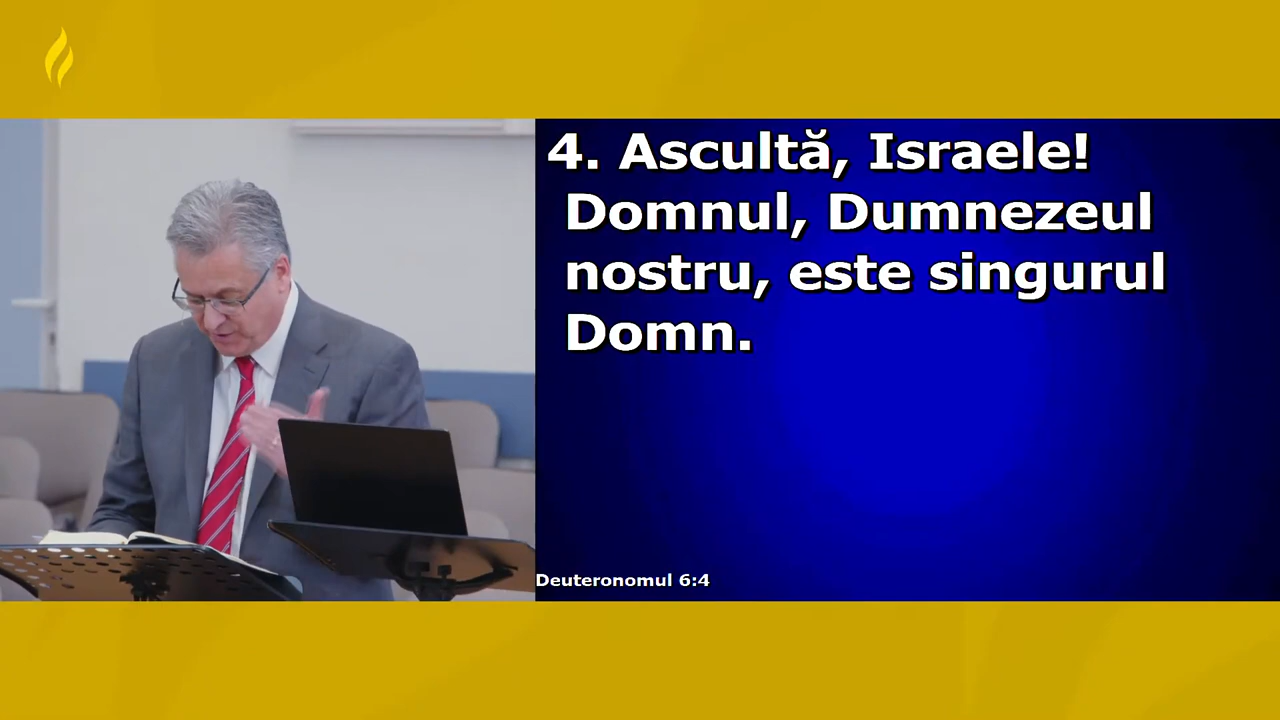 4. Ascultă, Israele!
Domnul, Dumnezeul
nostru, este singurul
Domn.
Deuteronomul 6:4